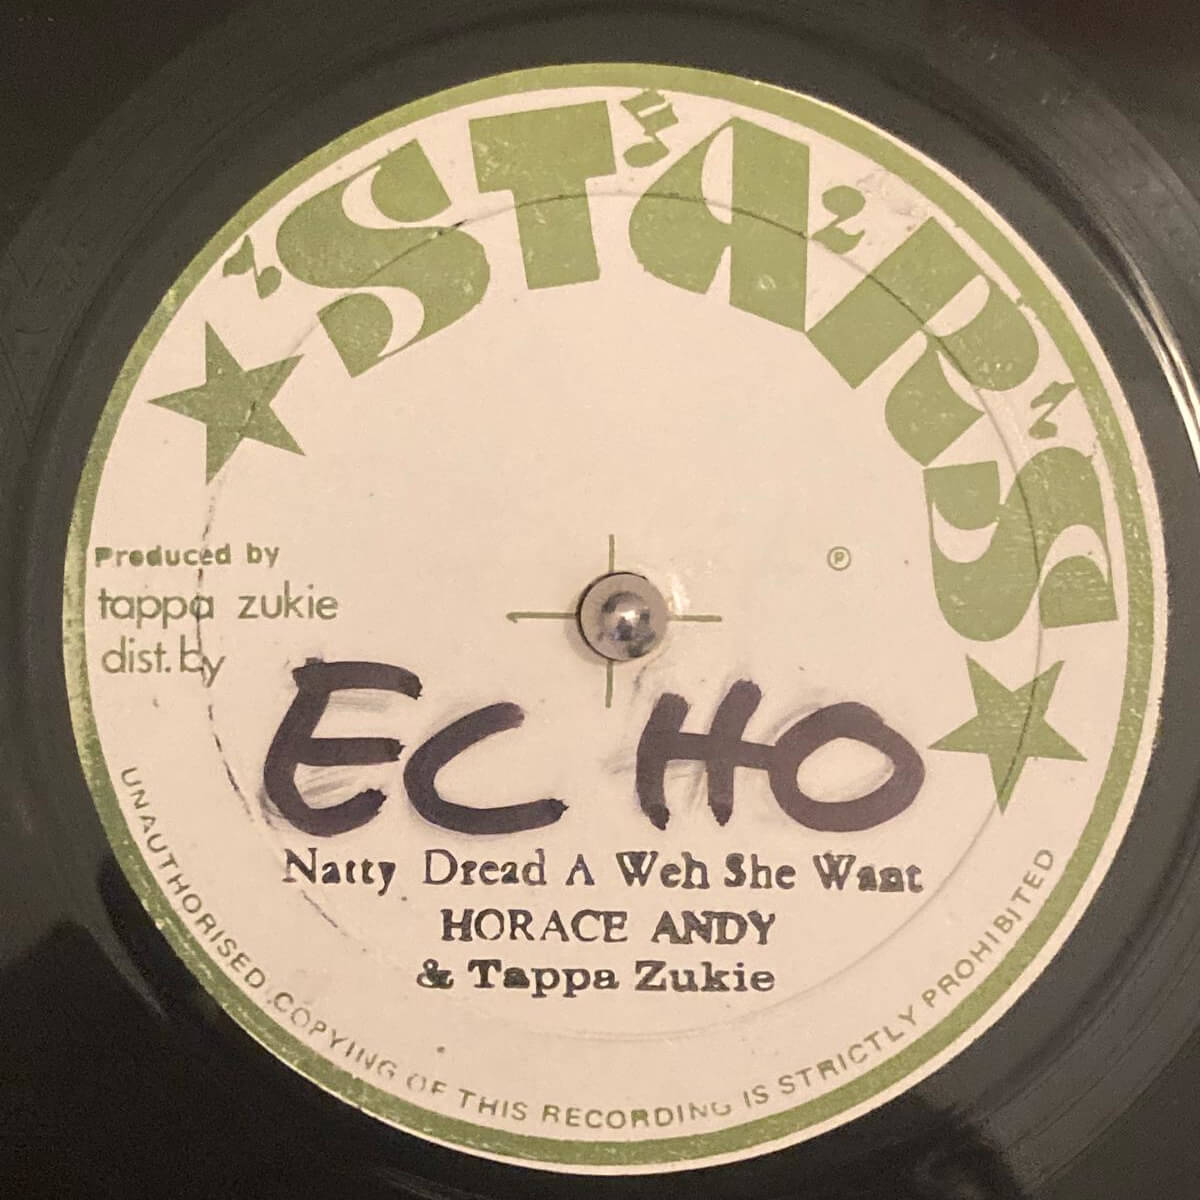 STARS
Produced by
tappa zukie
dist. by
℗
ECHO
Natty Dread A Weh She Want
HORACE ANDY
& Tappa Zukie
UNAUTHORISED COPYING OF THIS RECORDING IS STRICTLY PROHIBITED